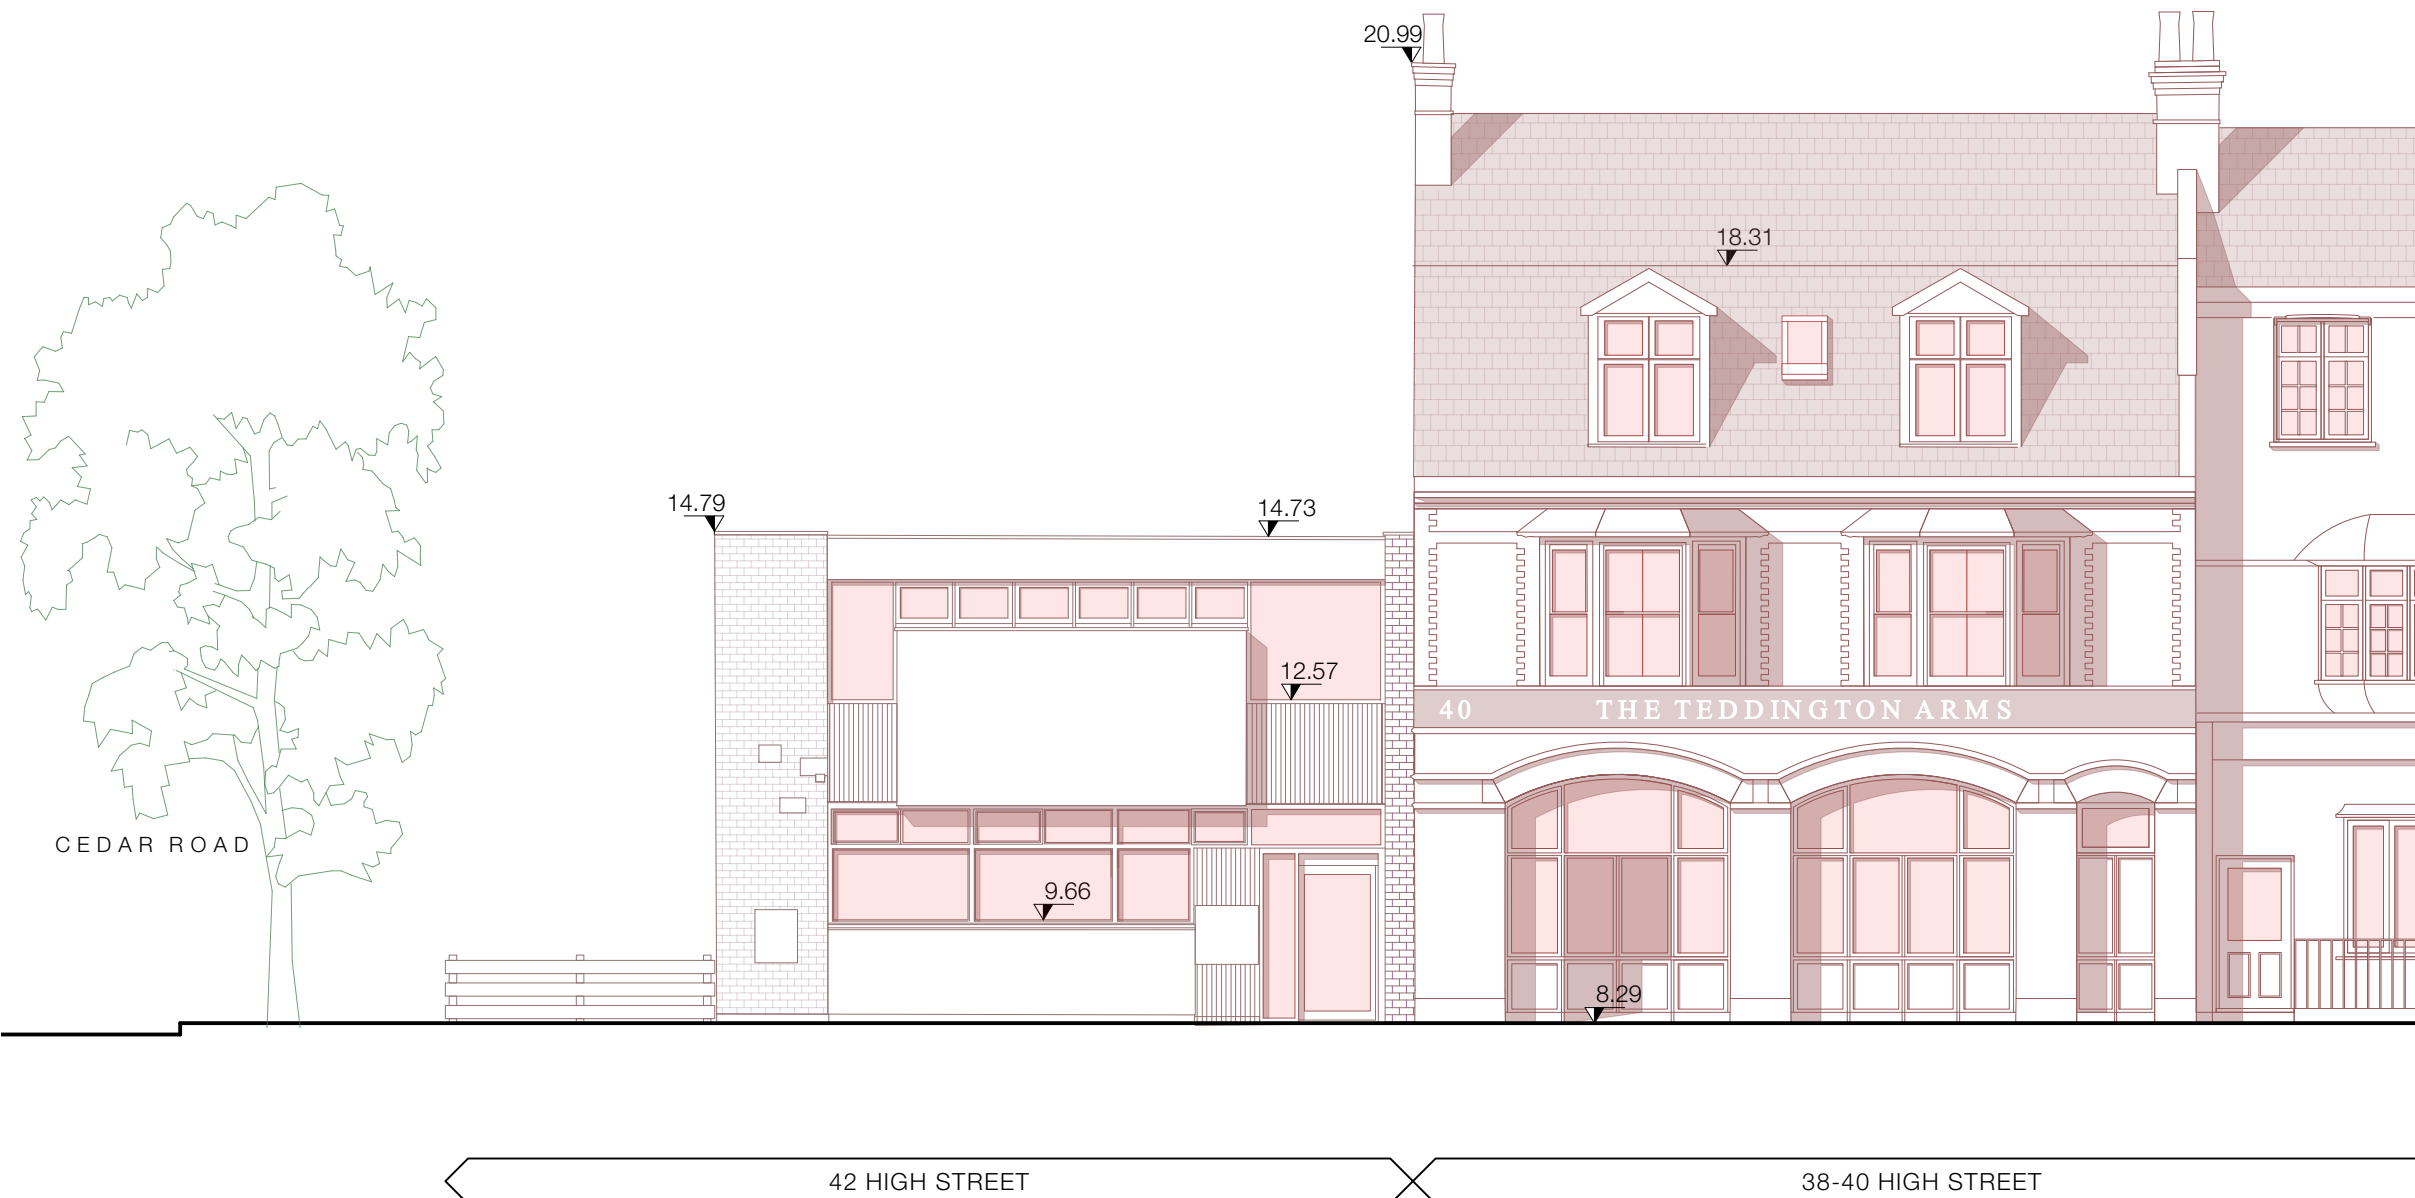 20.99
18.31
14.79
14.73
12.57
40 THE TEDDINGTON ARMS
CEDAR ROAD
9.66
8.29
42 HIGH STREET
38-40 HIGH STREET